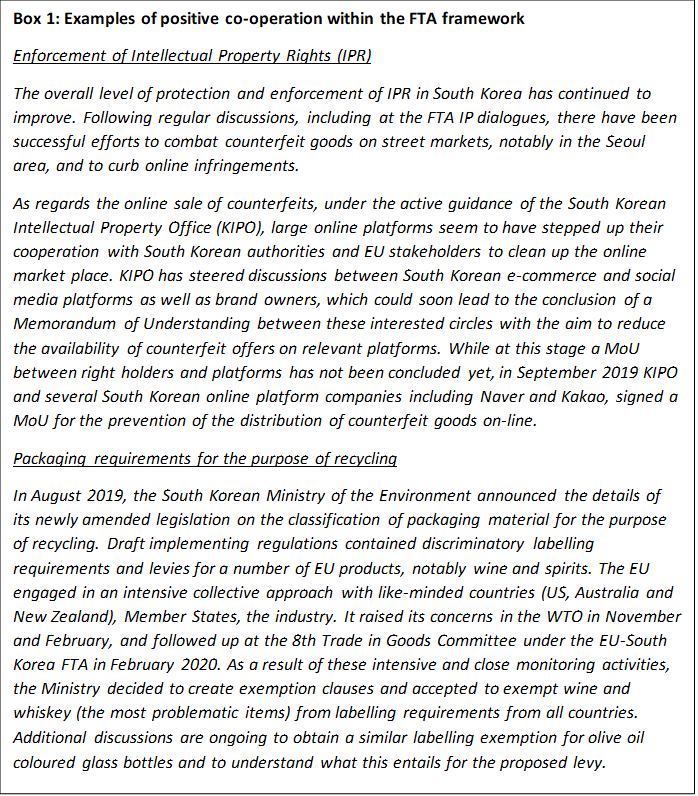 Box 1: Examples of positive co-operation within the FTA framework
Enforcement of Intellectual Property Rights (IPR)
The overall level of protection and enforcement of IPR in South Korea has continued to
improve. Following regular discussions, including at the FTA IP dialogues, there have been
successful efforts to combat counterfeit goods on street markets, notably in the Seoul
area, and to curb online infringements.
As regards the online sale of counterfeits, under the active guidance of the South Korean
Intellectual Property Office (KIPO), large online platforms seem to have stepped up their
cooperation with South Korean authorities and EU stakeholders to clean up the online
market place. KIPO has steered discussions between South Korean e-commerce and social
media platforms as well as brand owners, which could soon lead to the conclusion of a
Memorandum of Understanding between these interested circles with the aim to reduce
the availability of counterfeit offers on relevant platforms. While at this stage a MoU
between right holders and platforms has not been concluded yet, in September 2019 KIPO
and several South Korean online platform companies including Naver and Kakao, signed a
MoU for the prevention of the distribution of counterfeit goods on-line.
Packaging requirements for the purpose of recycling
In August 2019, the South Korean Ministry of the Environment announced the details of
its newly amended legislation on the classification of packaging material for the purpose
of recycling. Draft implementing regulations contained discriminatory labelling
requirements and levies for a number of EU products, notably wine and spirits. The EU
engaged in an intensive collective approach with like-minded countries (US, Australia and
New Zealand), Member States, the industry. It raised its concerns in the WTO in November
and February, and followed up at the 8th Trade in Goods Committee under the EU-South
Korea FTA in February 2020. As a result of these intensive and close monitoring activities,
the Ministry decided to create exemption clauses and accepted to exempt wine and
whiskey (the most problematic items) from labelling requirements from all countries.
Additional discussions are ongoing to obtain a similar labelling exemption for olive oil
coloured glass bottles and to understand what this entails for the proposed levy.